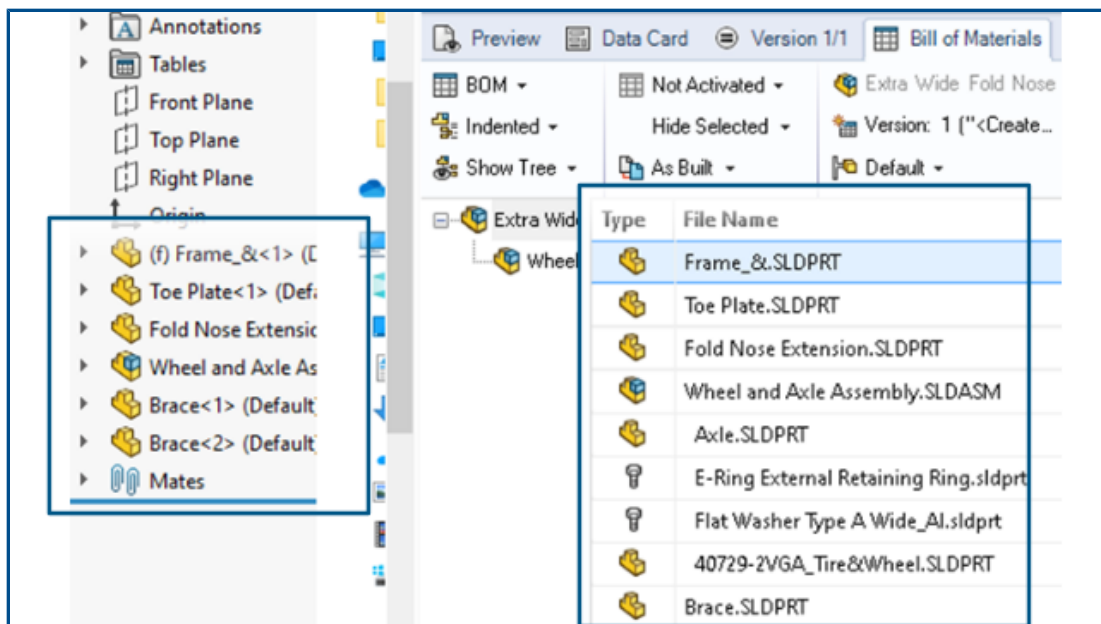 Annotations
Tables
Front Plane
Top Plane
Right Plane
Origin
(f) Frame_&<1> (D
Toe Plate<1> (Defa
Fold Nose Extensio
Wheel and Axle As
Brace<1> (Default)
Brace<2> (Default)
Mates
Preview Data Card Version 1/1 Bill of Materials
BOM Not Activated Extra Wide Fold Nose
Indented Hide Selected Version: 1 ("<Create...
Show Tree As Built Default
Extra Wide
Wheel
Type File Name
Frame_&.SLDPRT
Toe Plate.SLDPRT
Fold Nose Extension.SLDPRT
Wheel and Axle Assembly.SLDASM
Axle.SLDPRT
E-Ring External Retaining Ring.sldprt
Flat Washer Type A Wide_AI.sldprt
40729-2VGA_Tire&Wheel.SLDPRT
Brace.SLDPRT